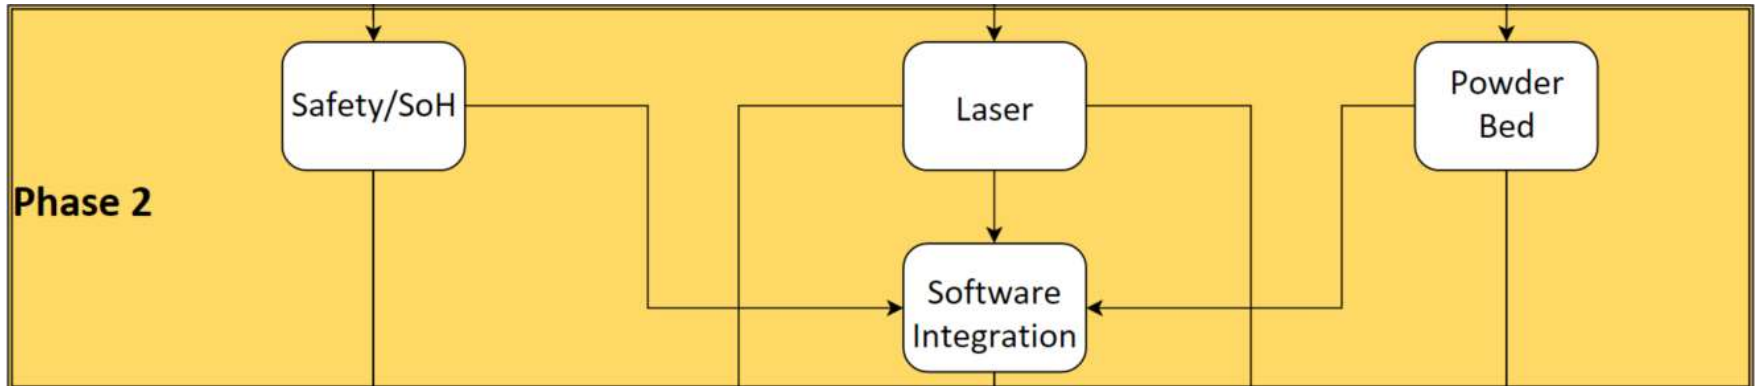 Safety/SoH
Laser
Powder
Bed
Phase 2
Software
Integration